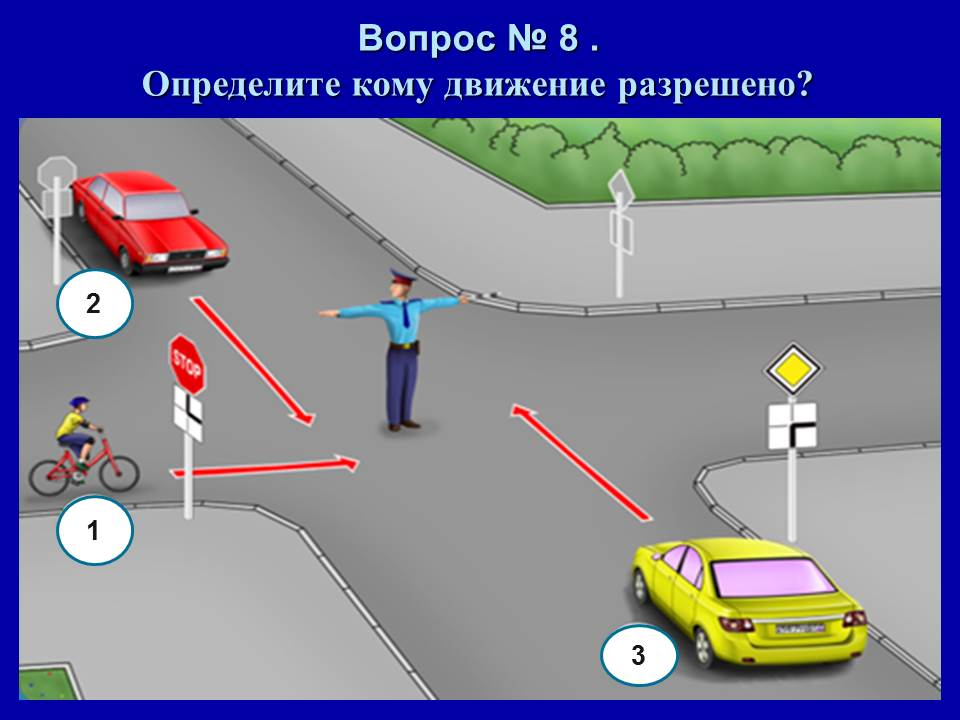 Вопрос № 8 .
Определите кому движение разрешено?
2
STOP
1
3